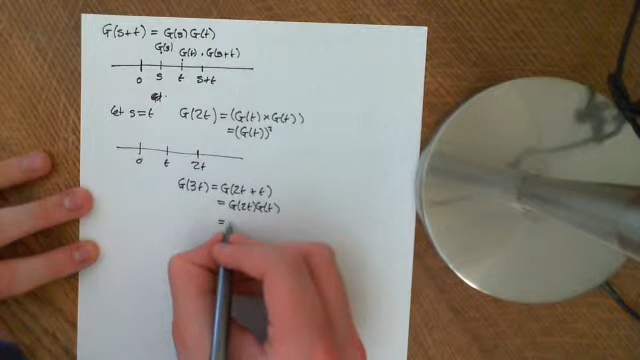 G(s+t) = G(s)G(t)
G(s) G(t) . G(s+t)
0 s t s+t
Let s=t G(2t) = (G(t) × G(t))
= (G(t))²
0 t 2t
G(3t) = G(2t + t)
= G(2t)G(t)
=